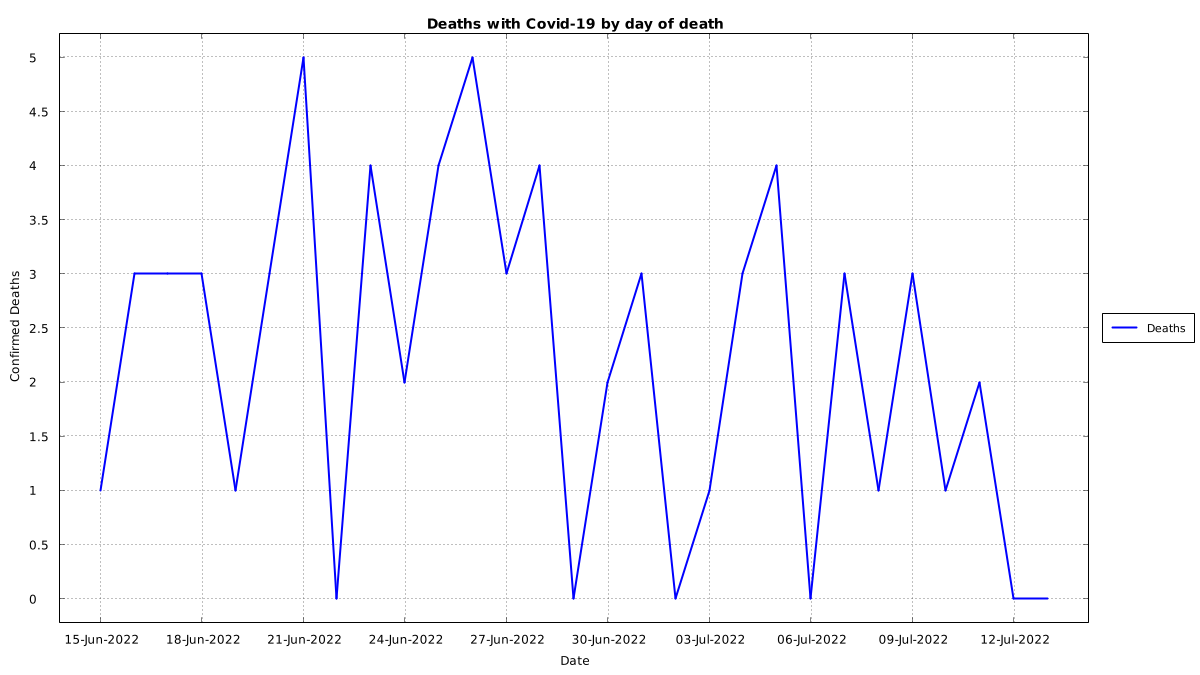 Deaths with Covid-19 by day of death
5
4.5
4
3.5
3
2.5
2
1.5
1
0.5
0
Confirmed Deaths
15-Jun-2022 18-Jun-2022 21-Jun-2022 24-Jun-2022 27-Jun-2022 30-Jun-2022 03-Jul-2022 06-Jul-2022 09-Jul-2022 12-Jul-2022
Date
Deaths